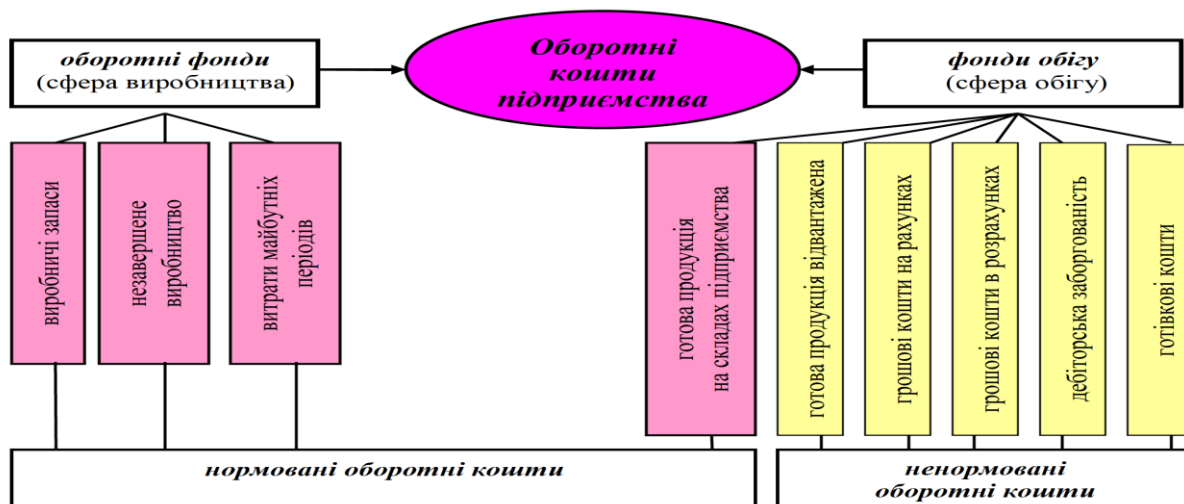 оборотні фонди
(сфера виробництва)
Оборотні
кошти
підприємства
фонди обігу
(сфера обігу)
виробничі запаси
незавершене
виробництво
витрати майбутніх
періодів
готова продукція
на складах підприємства
готова продукція відвантажена
грошові кошти на рахунках
грошові кошти в розрахунках
дебіторська заборгованість
готівкові кошти
нормовані оборотні кошти
ненормовані
оборотні кошти